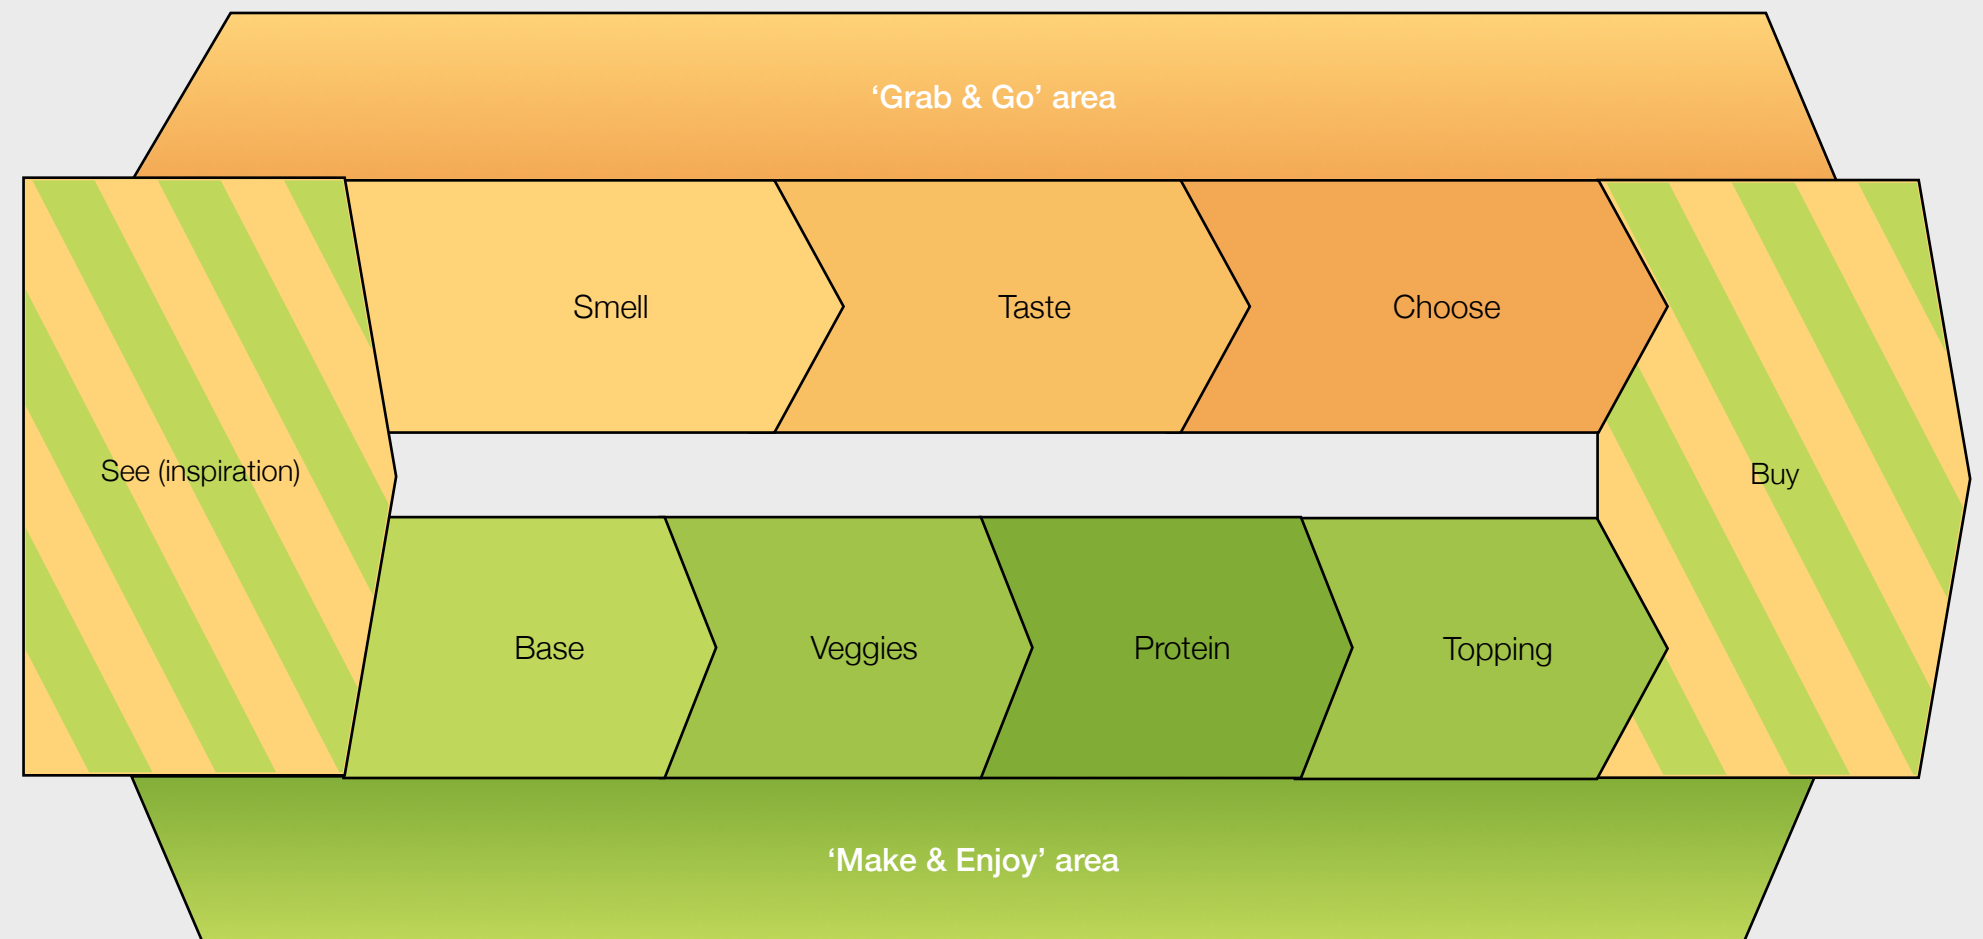 ‘Grab & Go’ area
Smell
Taste
Choose
See (inspiration)
Buy
Base
Veggies
Protein
Topping
‘Make & Enjoy’ area